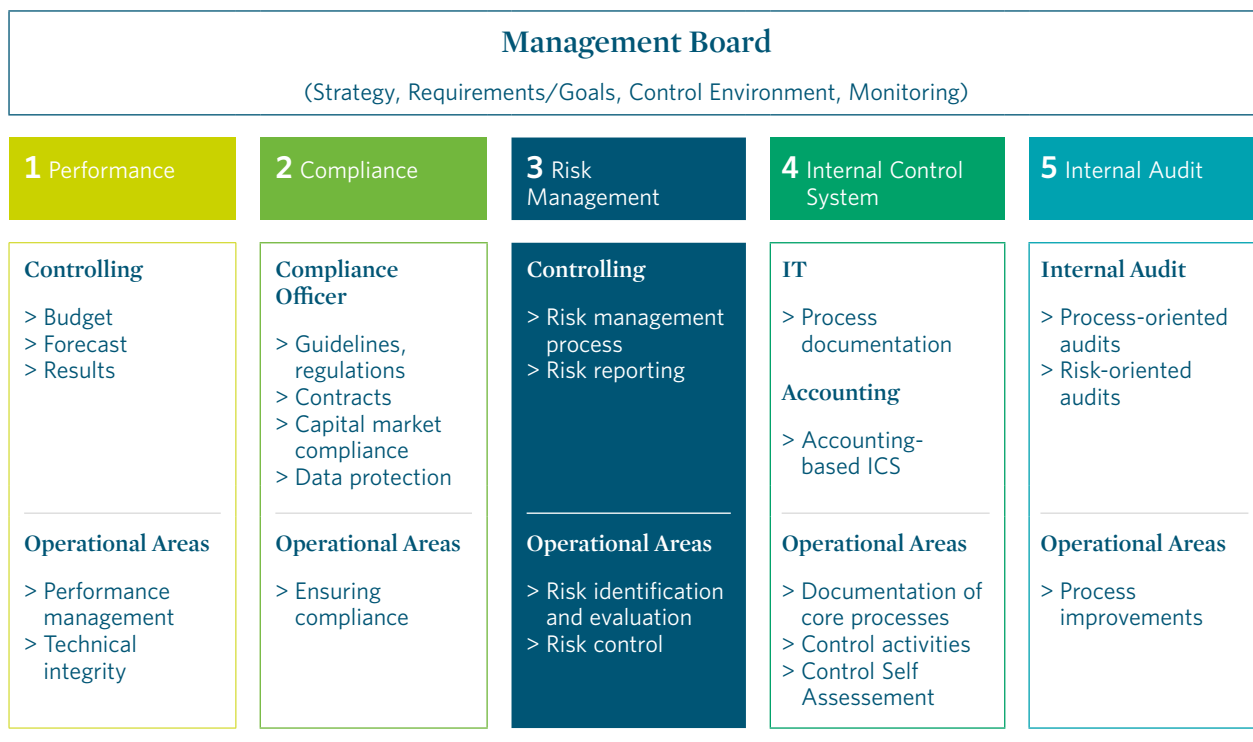 Management Board
(Strategy, Requirements/Goals, Control Environment, Monitoring)
1 Performance
2 Compliance
3 Risk
Management
4 Internal Control
System
5 Internal Audit
Controlling
> Budget
> Forecast
> Results
Operational Areas
> Performance
management
> Technical
integrity
Compliance
Officer
> Guidelines,
regulations
> Contracts
> Capital market
compliance
> Data protection
Operational Areas
> Ensuring
compliance
Controlling
> Risk management
process
> Risk reporting
Operational Areas
> Risk identification
and evaluation
> Risk control
IT
> Process
documentation
Accounting
> Accounting-
based ICS
Operational Areas
> Documentation of
core processes
> Control activities
> Control Self
Assessement
Internal Audit
> Process-oriented
audits
> Risk-oriented
audits
Operational Areas
> Process
improvements